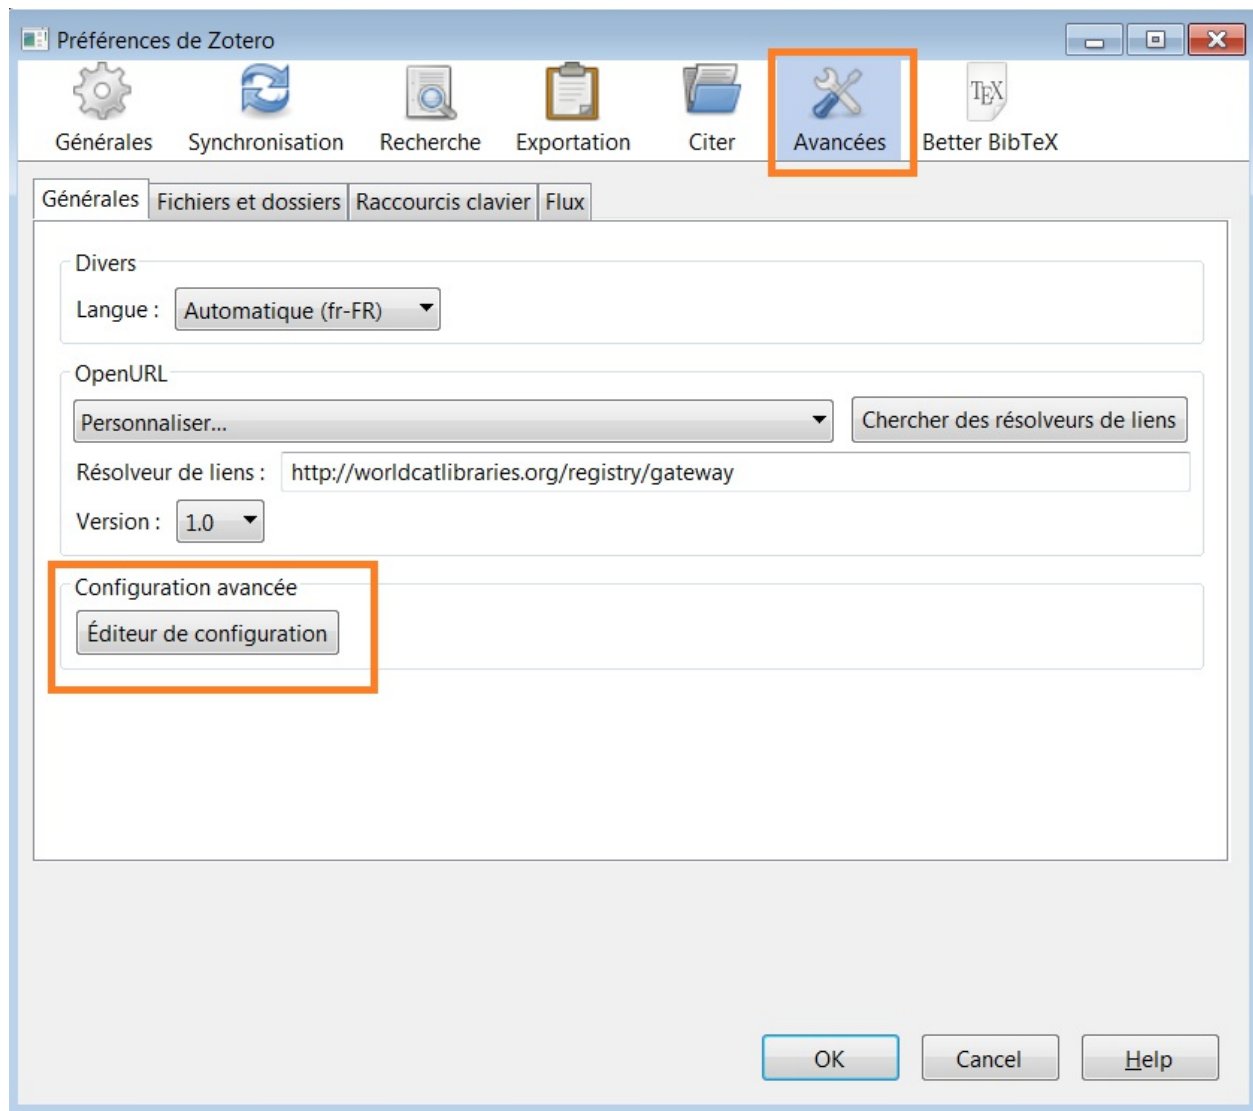 Préférences de Zotero
Générales Synchronisation Recherche Exportation Citer Avancées TEX Better BibTeX
Générales Fichiers et dossiers Raccourcis clavier Flux
Divers
Langue : Automatique (fr-FR)
OpenURL
Personnaliser... Chercher des résolveurs de liens
Résolveur de liens : http://worldcatlibraries.org/registry/gateway
Version : 1.0
Configuration avancée
Éditeur de configuration
OK Cancel Help